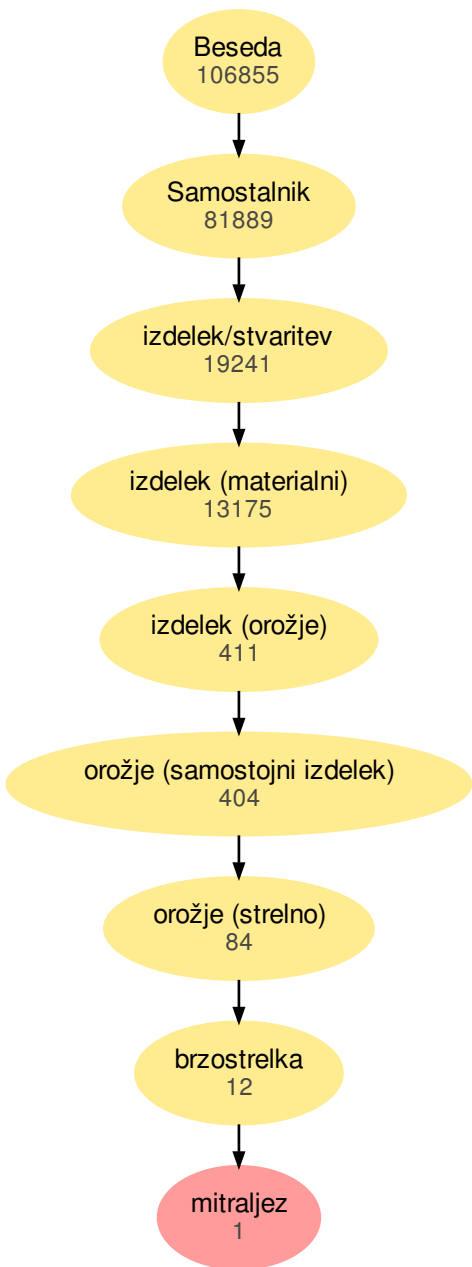 Beseda
106855
Samostalnik
81889
izdelek/stvaritev
19241
izdelek (materialni)
13175
izdelek (orožje)
411
orožje (samostojni izdelek)
404
orožje (strelno)
84
brzostrelka
12
mitraljez
1